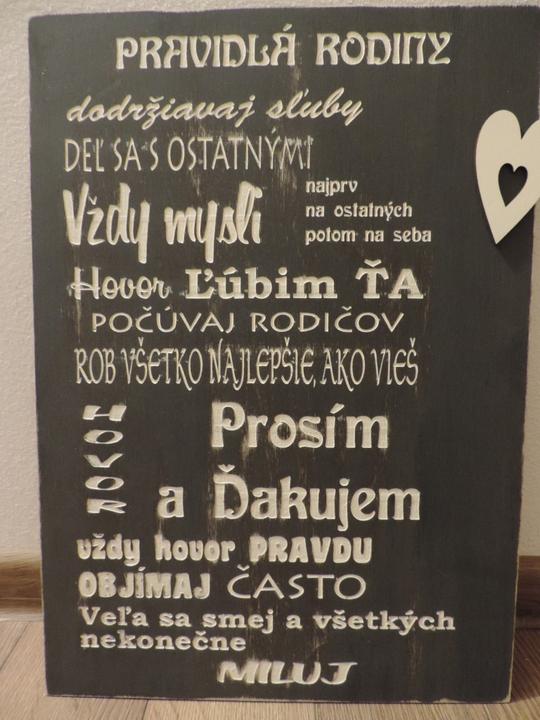 PRAVIDLÁ RODINY
dodržiavaj sľuby
DEĽ SA S OSTATNÝMI
Vždy mysli
najprv
na ostatných
potom na seba
Hovor Ľúbim ŤA
POČÚVAJ RODIČOV
ROB VŠETKO NAJLEPŠIE, AKO VIEŠ
HOVOR
Prosím
a Ďakujem
vždy hovor PRAVDU
OBJÍMAJ ČASTO
Veľa sa smej a všetkých
nekonečne
MILUJ